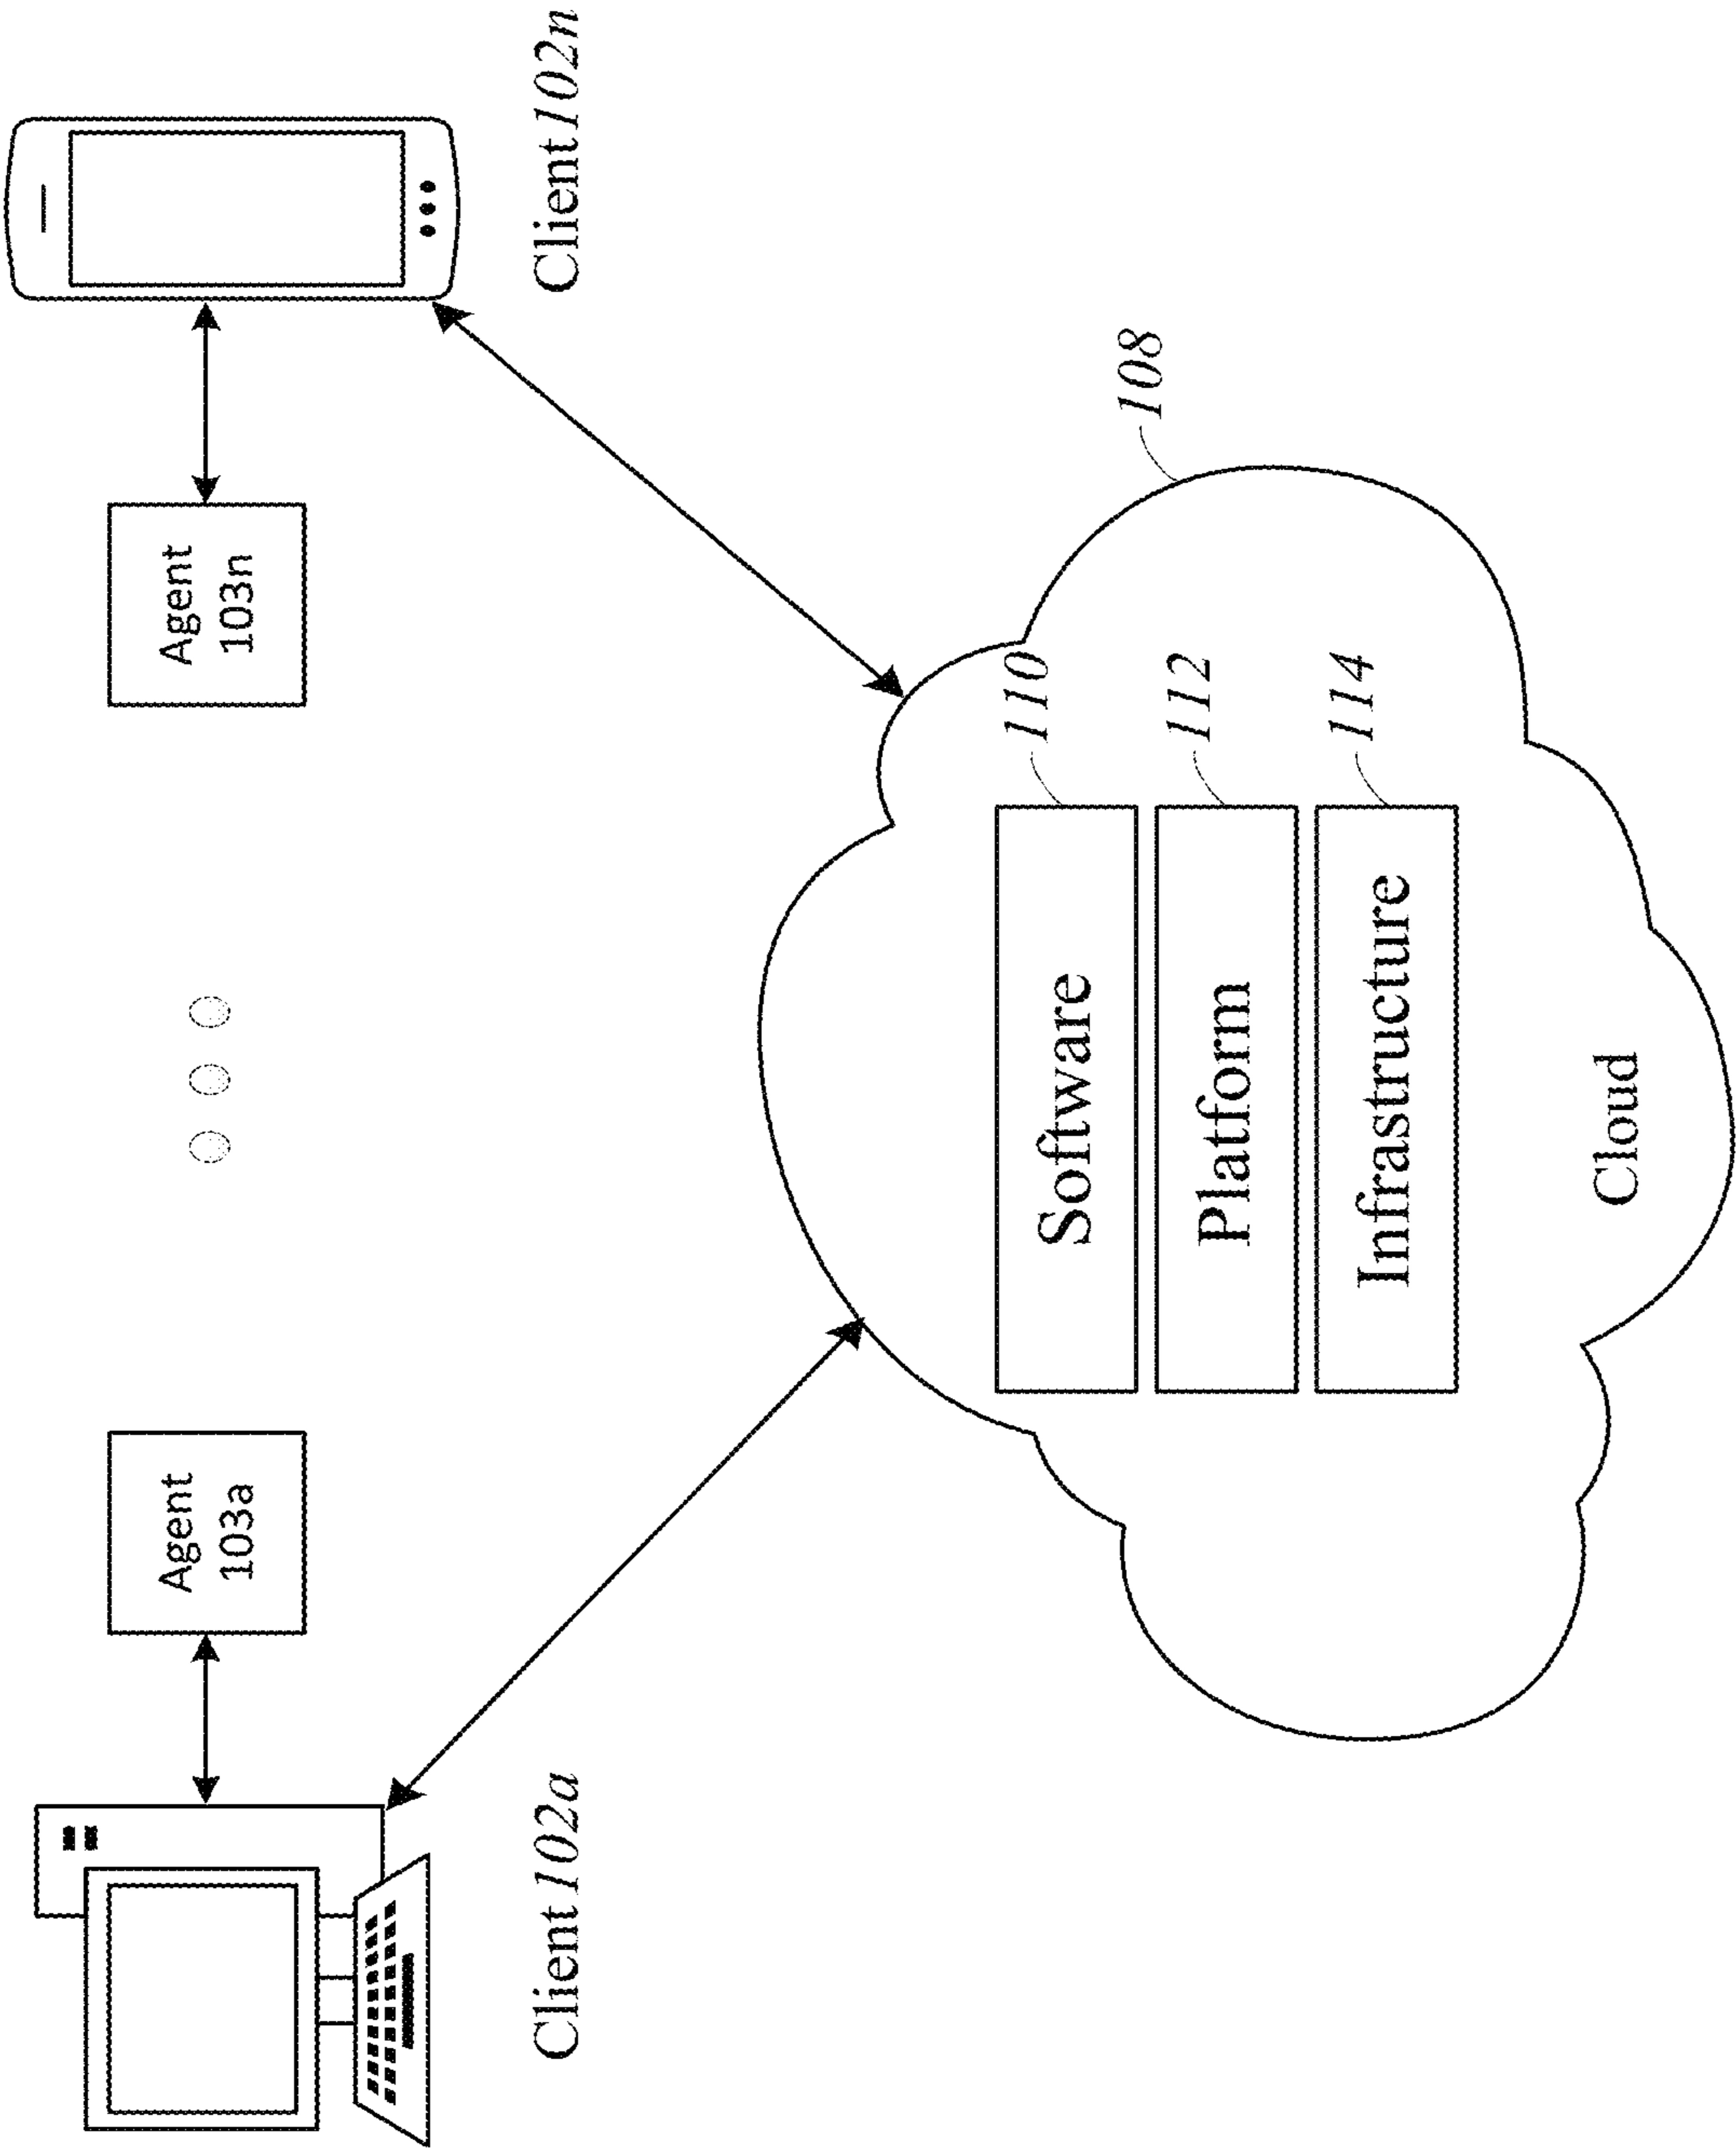 Agent
103a
Agent
103n
Client 102a
Client 102n
108
Software
110
Platform
112
Infrastructure
114
Cloud